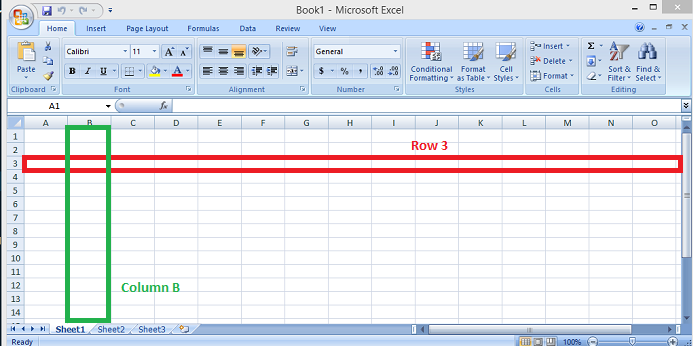 Book1 - Microsoft Excel
Home Insert Page Layout Formulas Data Review View
Calibri 11 General
Paste
B I U
$ % ,
Conditional Formatting Format as Table Cell Styles
Insert
Delete
Format
Σ
Sort & Filter Find & Select
Clipboard Font Alignment Number Styles Cells Editing
A1 fx
A B C D E F G H I J K L M N O
1
2 Row 3
3
4
5
6
7
8
9
10
11
12 Column B
13
14
Sheet1 Sheet2 Sheet3
Ready 100%